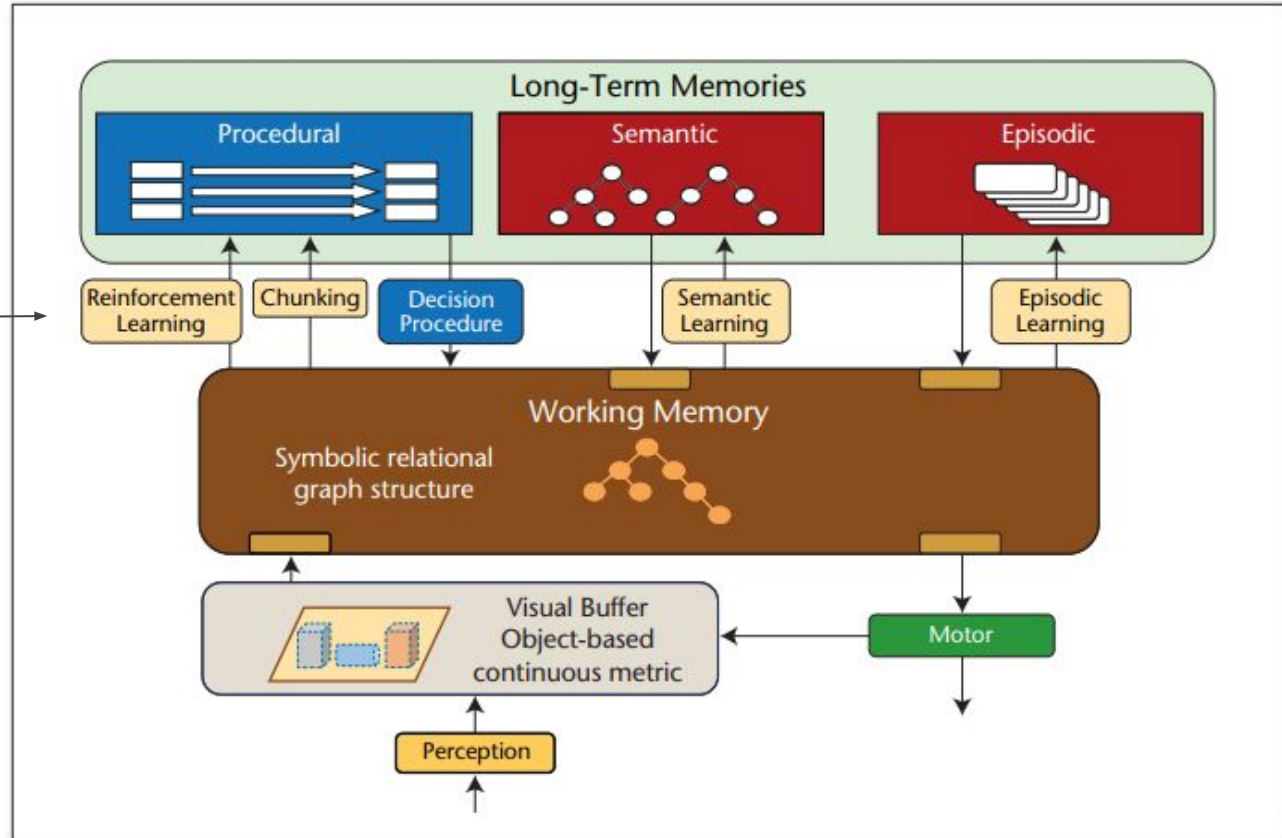 Long-Term Memories
Procedural
Semantic
Episodic
Reinforcement
Learning
Chunking
Decision
Procedure
Semantic
Learning
Episodic
Learning
Working Memory
Symbolic relational
graph structure
Visual Buffer
Object-based
continuous metric
Motor
Perception